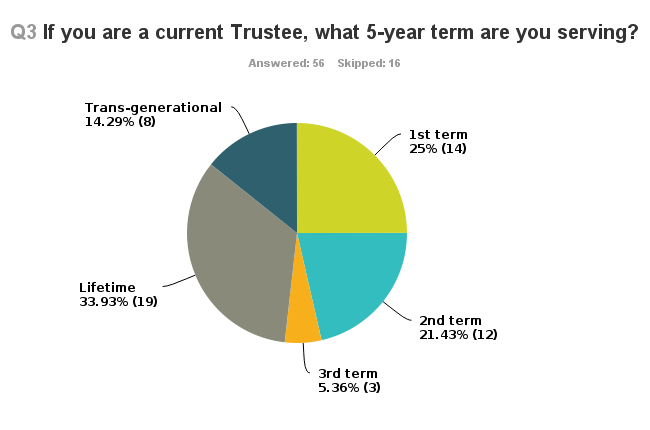 Q3 If you are a current Trustee, what 5-year term are you serving?
Answered: 56 Skipped: 16
Trans-generational
14.29% (8)
1st term
25% (14)
Lifetime
33.93% (19)
2nd term
21.43% (12)
3rd term
5.36% (3)